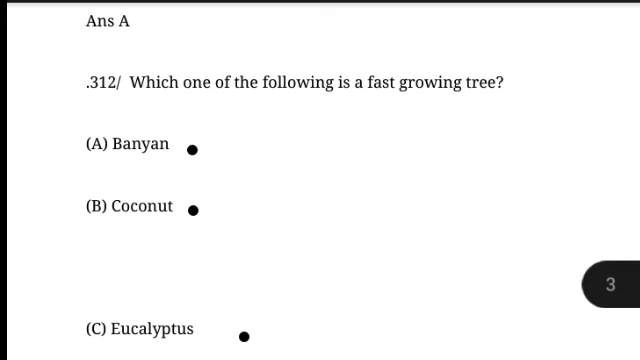 Ans A
.312/ Which one of the following is a fast growing tree?
(A) Banyan
(B) Coconut
3
(C) Eucalyptus